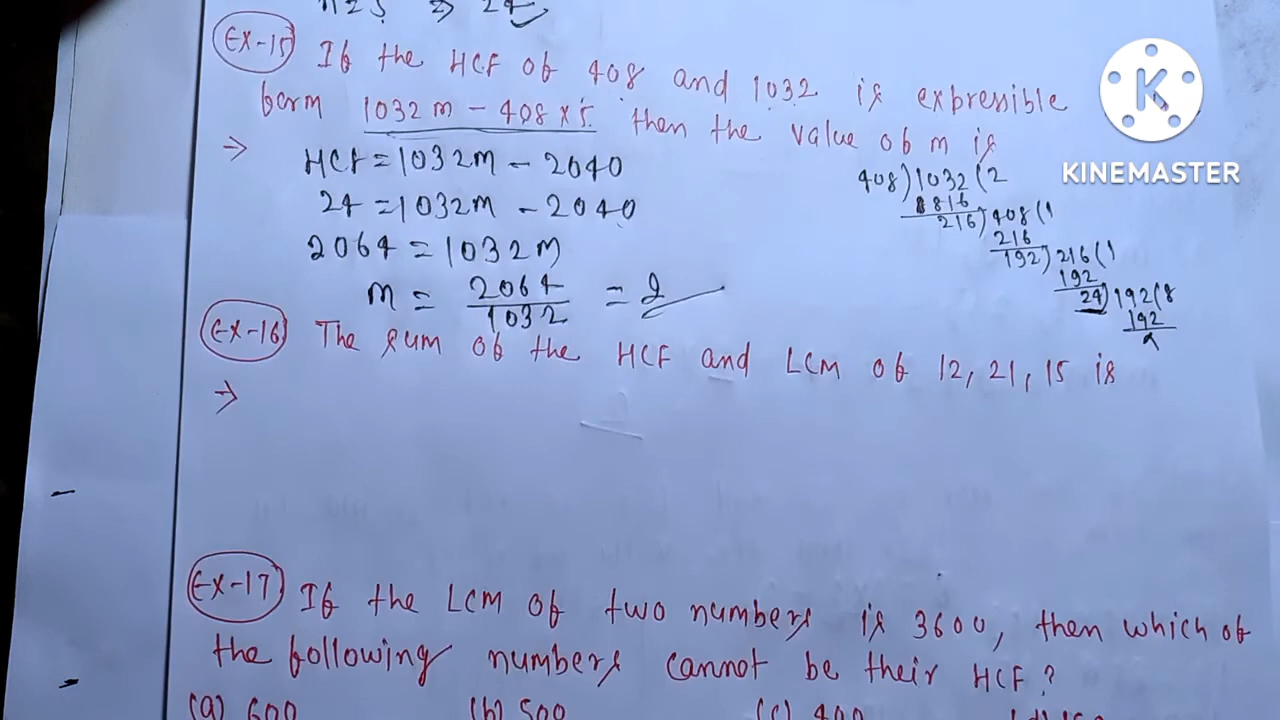 Ex-15 If the HCF of 408 and 1032 is expressible
form 1032m - 408 × 5 then the value of m is
⇒ HCF = 1032m - 2040
24 = 1032m - 2040
2064 = 1032m
m = 2064/1032 = 2
408)1032(2
816
216)408(1
216
192)216(1
192
24)192(8
192
×
Ex-16 The sum of the HCF and LCM of 12, 21, 15 is
⇒
Ex-17 If the LCM of two numbers is 3600, then which of
the following numbers cannot be their HCF?
(a) 600 (b) 500 (c) 400
K
KINEMASTER